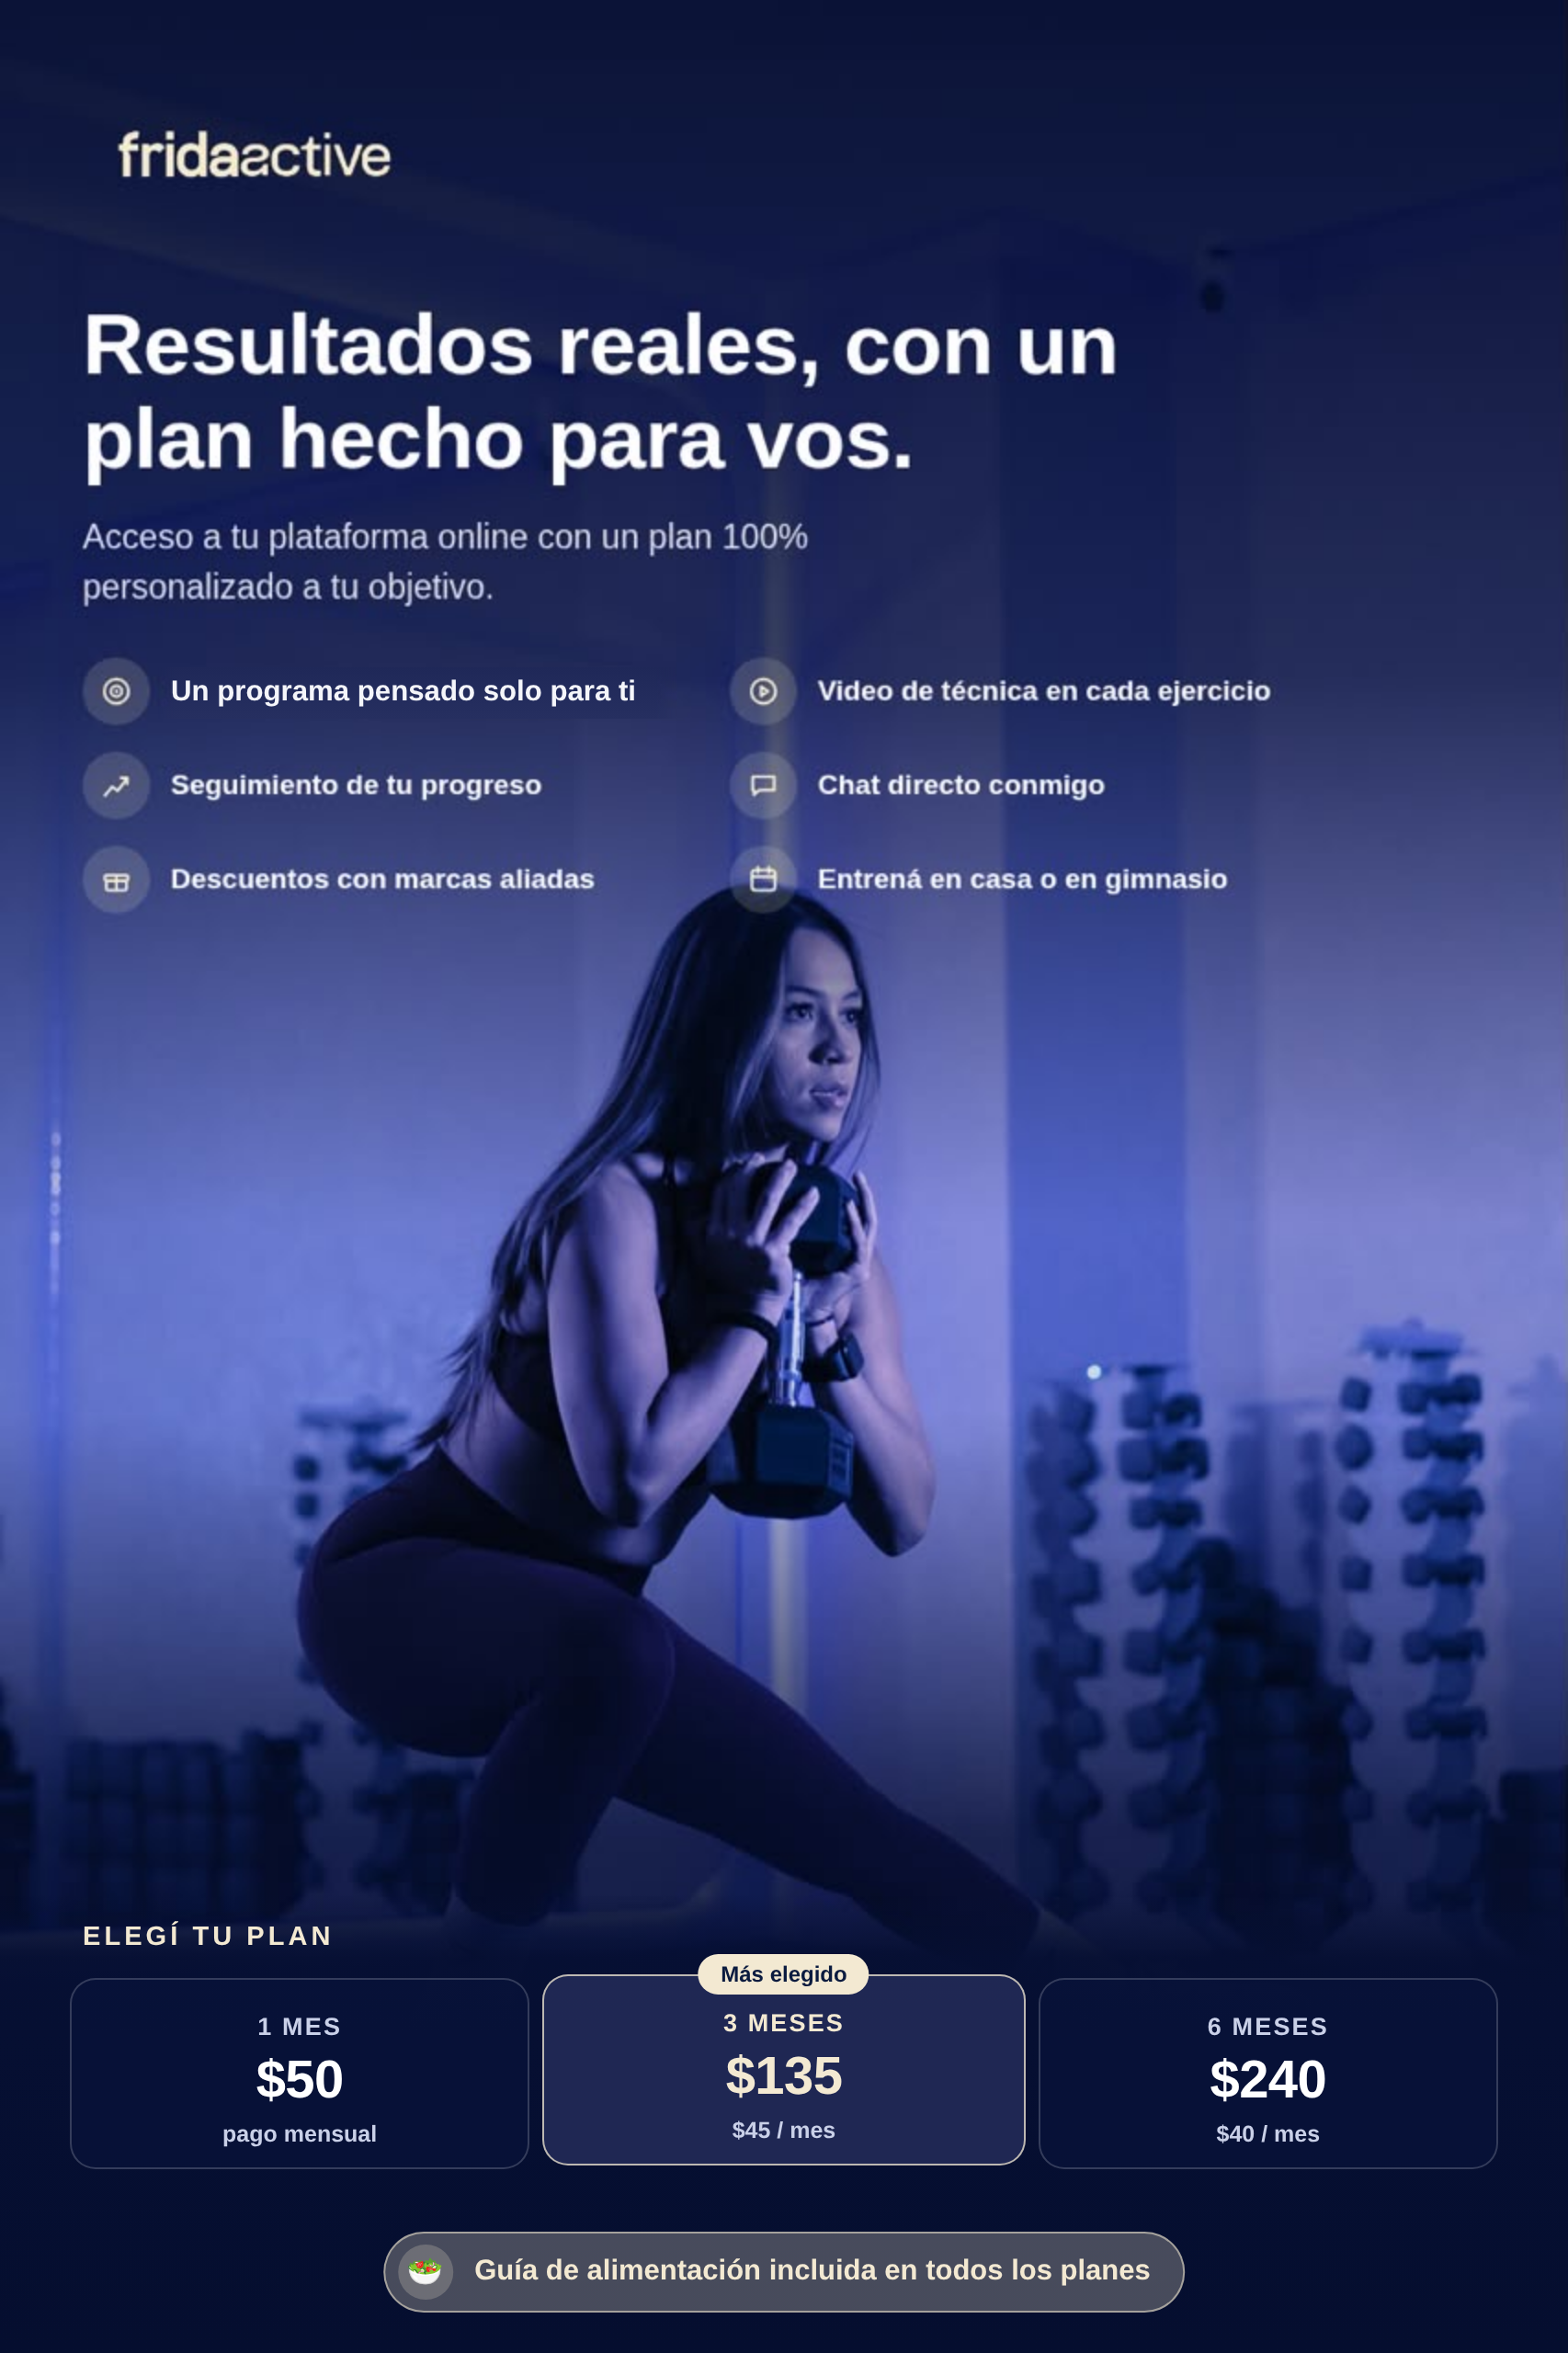 fridaactive
Resultados reales, con un
plan hecho para vos.
Acceso a tu plataforma online con un plan 100%
personalizado a tu objetivo.
Un programa pensado solo para ti
Video de técnica en cada ejercicio
Seguimiento de tu progreso
Chat directo conmigo
Descuentos con marcas aliadas
Entrená en casa o en gimnasio
ELEGÍ TU PLAN
1 MES
$50
pago mensual
Más elegido
3 MESES
$135
$45 / mes
6 MESES
$240
$40 / mes
Guía de alimentación incluida en todos los planes